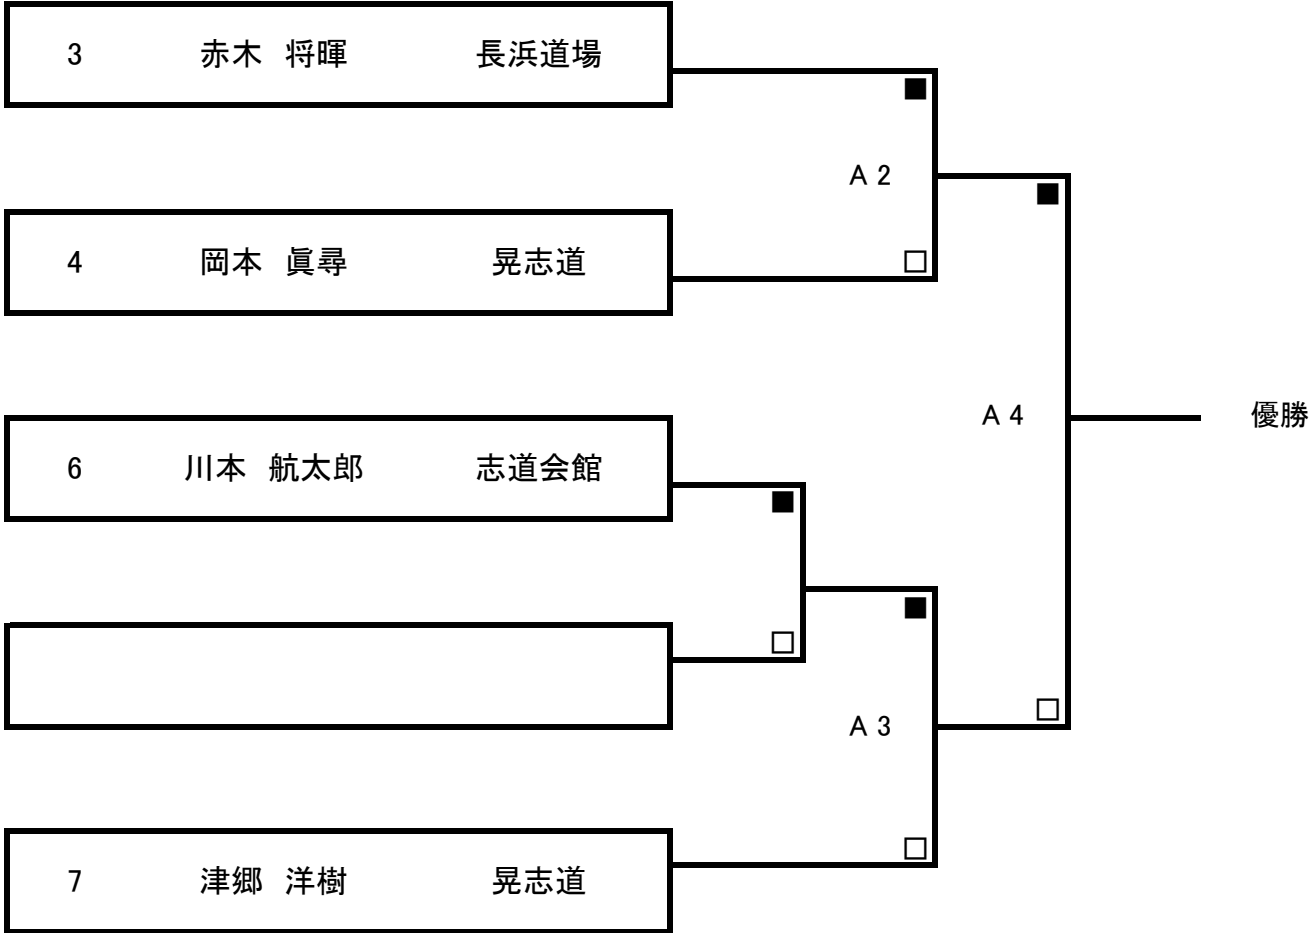 3 赤木 将暉 長浜道場
A 2
4 岡本 眞尋 晃志道
A 4 優勝
6 川本 航太郎 志道会館
A 3
7 津郷 洋樹 晃志道